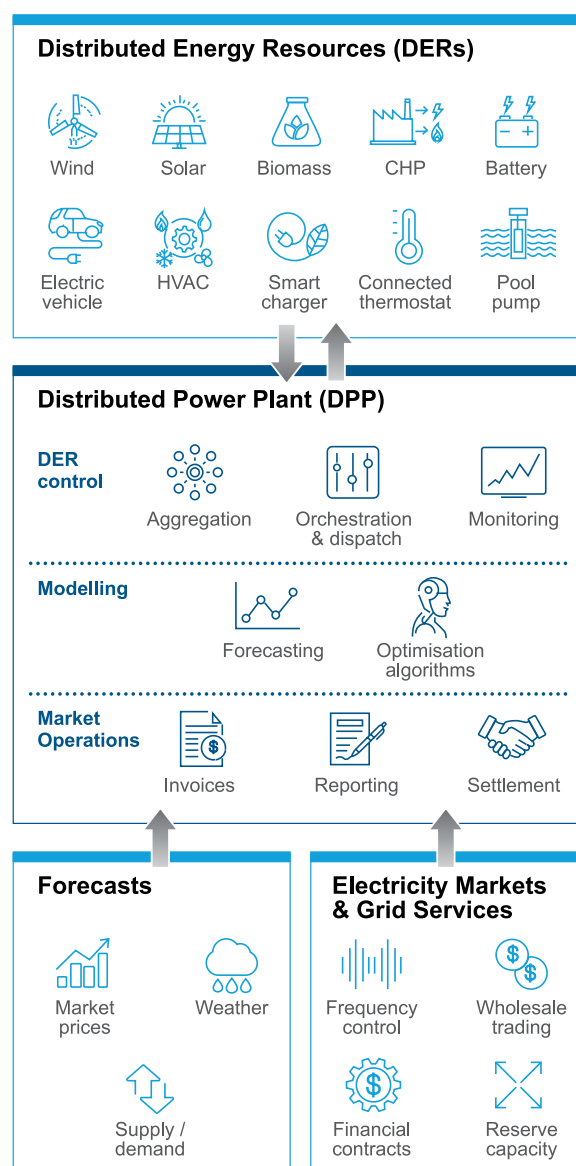 Distributed Energy Resources (DERs)
Wind
Solar
Biomass
CHP
Battery
Electric
vehicle
HVAC
Smart
charger
Connected
thermostat
Pool
pump
Distributed Power Plant (DPP)
DER
control
Aggregation
Orchestration
& dispatch
Monitoring
Modelling
Forecasting
Optimisation
algorithms
Market
Operations
$
Invoices
Reporting
Settlement
Forecasts
Market
prices
Weather
Supply /
demand
Electricity Markets
& Grid Services
Frequency
control
$
$
Wholesale
trading
$
Financial
contracts
Reserve
capacity